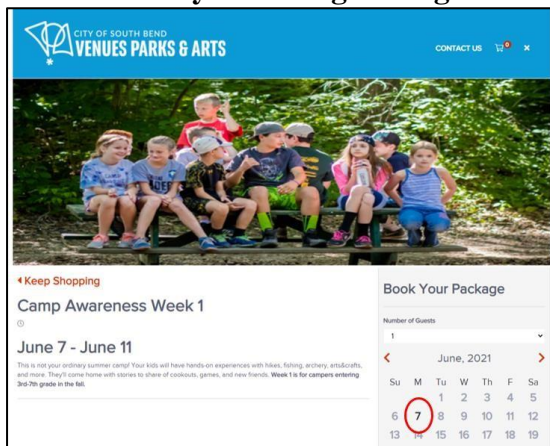 CITY OF SOUTH BEND
VENUES PARKS & ARTS
CONTACT US 0 ×
Keep Shopping
Camp Awareness Week 1
June 7 - June 11
This is not your ordinary summer camp! Your kids will have hands-on experiences with hikes, fishing, archery, arts&crafts,
and more. They'll come home with stories to share of cookouts, games, and new friends. Week 1 is for campers entering
3rd-7th grade in the fall.
Book Your Package
Number of Guests
1
June, 2021
Su M Tu W Th F Sa
1 2 3 4 5
6 7 8 9 10 11 12
13 14 15 16 17 18 19